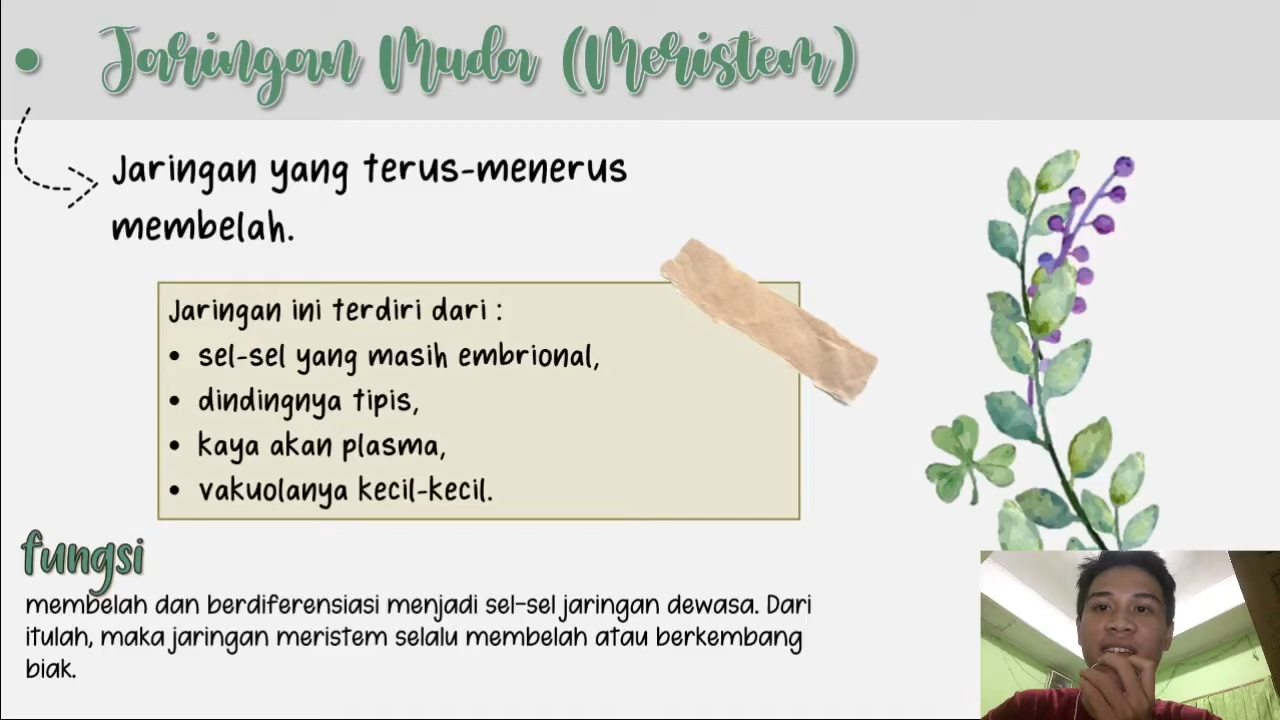 • Jaringan Muda (Meristem)
Jaringan yang terus-menerus
membelah.
Jaringan ini terdiri dari :
• sel-sel yang masih embrional,
• dindingnya tipis,
• kaya akan plasma,
• vakuolanya kecil-kecil.
fungsi
membelah dan berdiferensiasi menjadi sel-sel jaringan dewasa. Dari
itulah, maka jaringan meristem selalu membelah atau berkembang
biak.